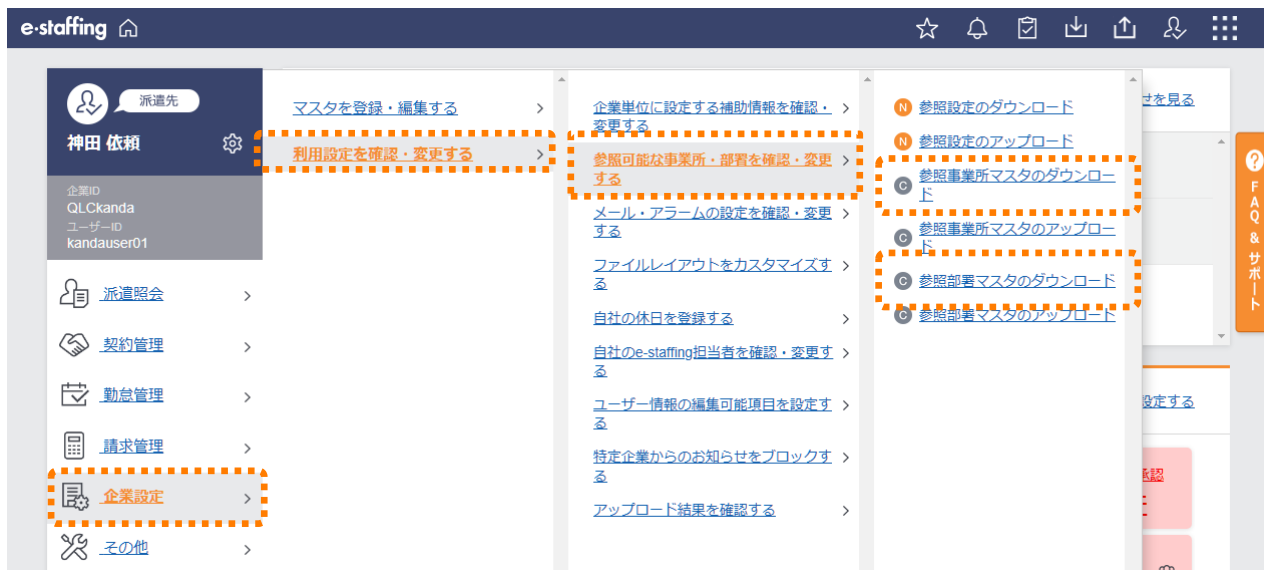 e-staffing
派遣先
神田 依頼
企業ID
QLCkanda
ユーザーID
kandauser01
派遣照会
契約管理
勤怠管理
請求管理
企業設定
その他
マスタを登録・編集する
利用設定を確認・変更する
企業単位に設定する補助情報を確認・
変更する
参照可能な事業所・部署を確認・変更
する
メール・アラームの設定を確認・変更
する
ファイルレイアウトをカスタマイズす
る
自社の休日を登録する
自社のe-staffing担当者を確認・変更す
る
ユーザー情報の編集可能項目を設定す
る
特定企業からのお知らせをブロックす
る
アップロード結果を確認する
N 参照設定のダウンロード
N 参照設定のアップロード
C 参照事業所マスタのダウンロー
ド
C 参照事業所マスタのアップロー
ド
C 参照部署マスタのダウンロード
C 参照部署マスタのアップロード
せを見る
設定する
承認
? FAQ & サポート